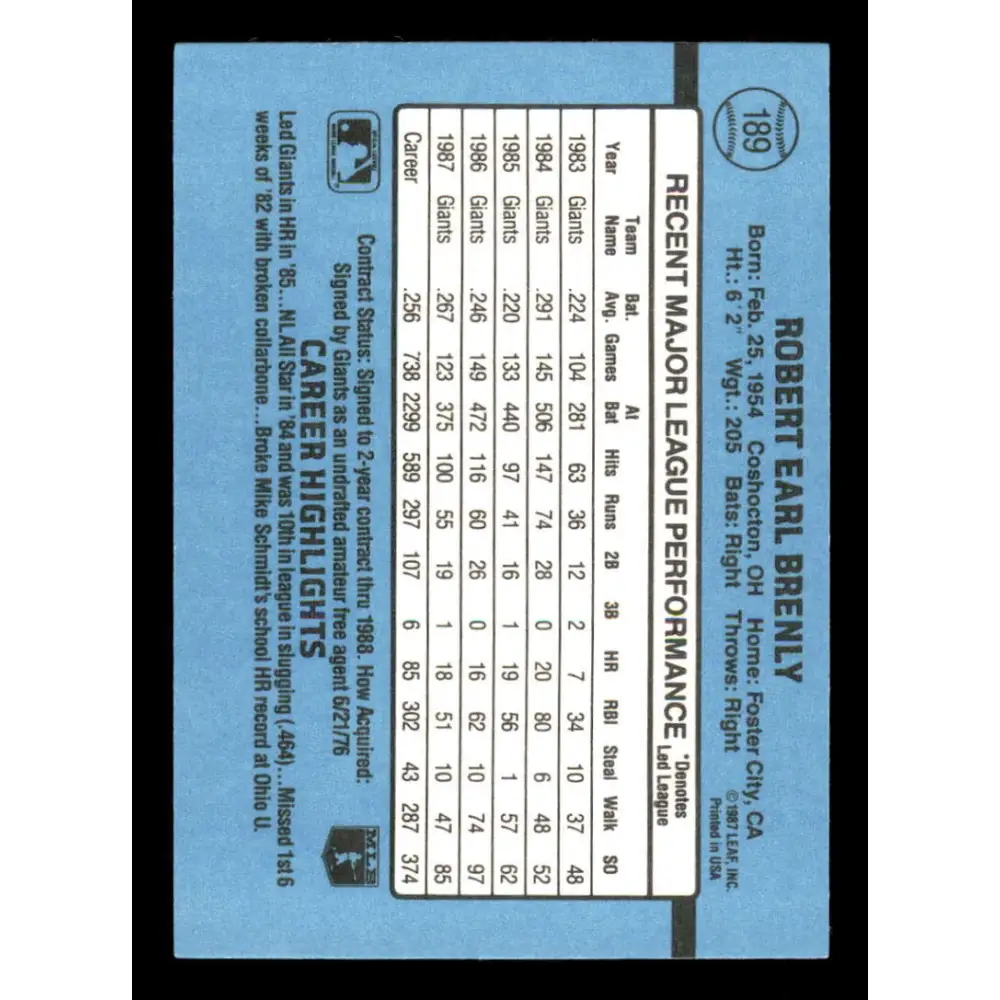 189
ROBERT EARL BRENLY
Born: Feb. 25, 1954 Coshocton, OH Home: Foster City, CA
Ht.: 6'2" Wgt.: 205 Bats: Right Throws: Right
©1987 LEAF, INC.
Printed in USA
RECENT MAJOR LEAGUE PERFORMANCE *Denotes
Led League
Team Bat. At
Year Name Avg. Games Bat Hits Runs 2B 3B HR RBI Steal Walk SO
1983 Giants .224 104 281 63 36 12 2 7 34 10 37 48
1984 Giants .291 145 506 147 74 28 0 20 80 6 48 52
1985 Giants .220 133 440 97 41 16 1 19 56 1 57 62
1986 Giants .246 149 472 116 60 26 0 16 62 10 74 97
1987 Giants .267 123 375 100 55 19 1 18 51 10 47 85
Career .256 738 2299 589 297 107 6 85 302 43 287 374
Contract Status: Signed to 2-year contract thru 1988. How Acquired:
Signed by Giants as an undrafted amateur free agent 6/21/76
MLB
CAREER HIGHLIGHTS
Led Giants in HR in '85...NL All Star in '84 and was 10th in league in slugging (.464)...Missed 1st 6
weeks of '82 with broken collarbone...Broke Mike Schmidt's school HR record at Ohio U.